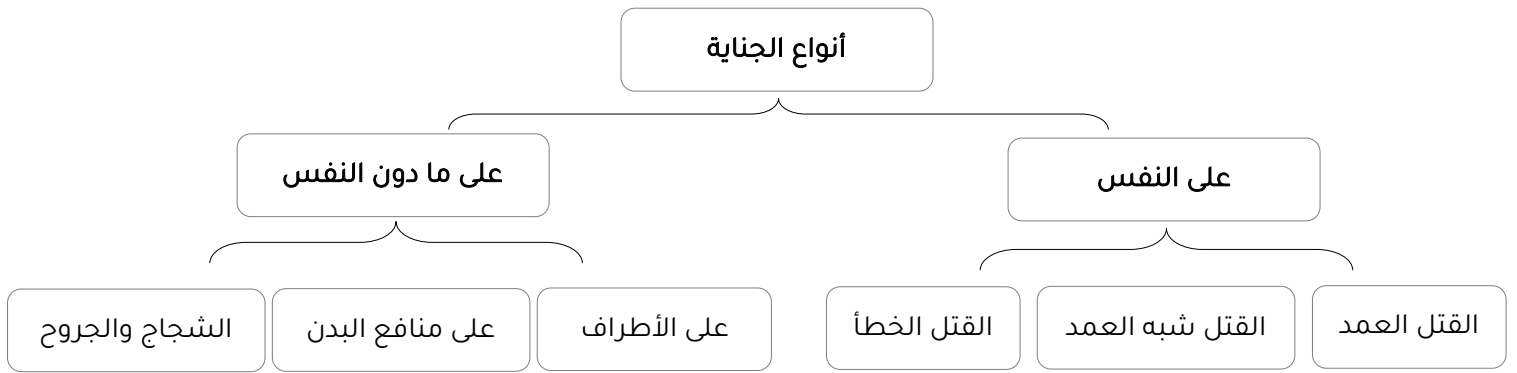 أنواع الجناية
على النفس
على ما دون النفس
القتل العمد
القتل شبه العمد
القتل الخطأ
على الأطراف
على منافع البدن
الشجاج والجروح